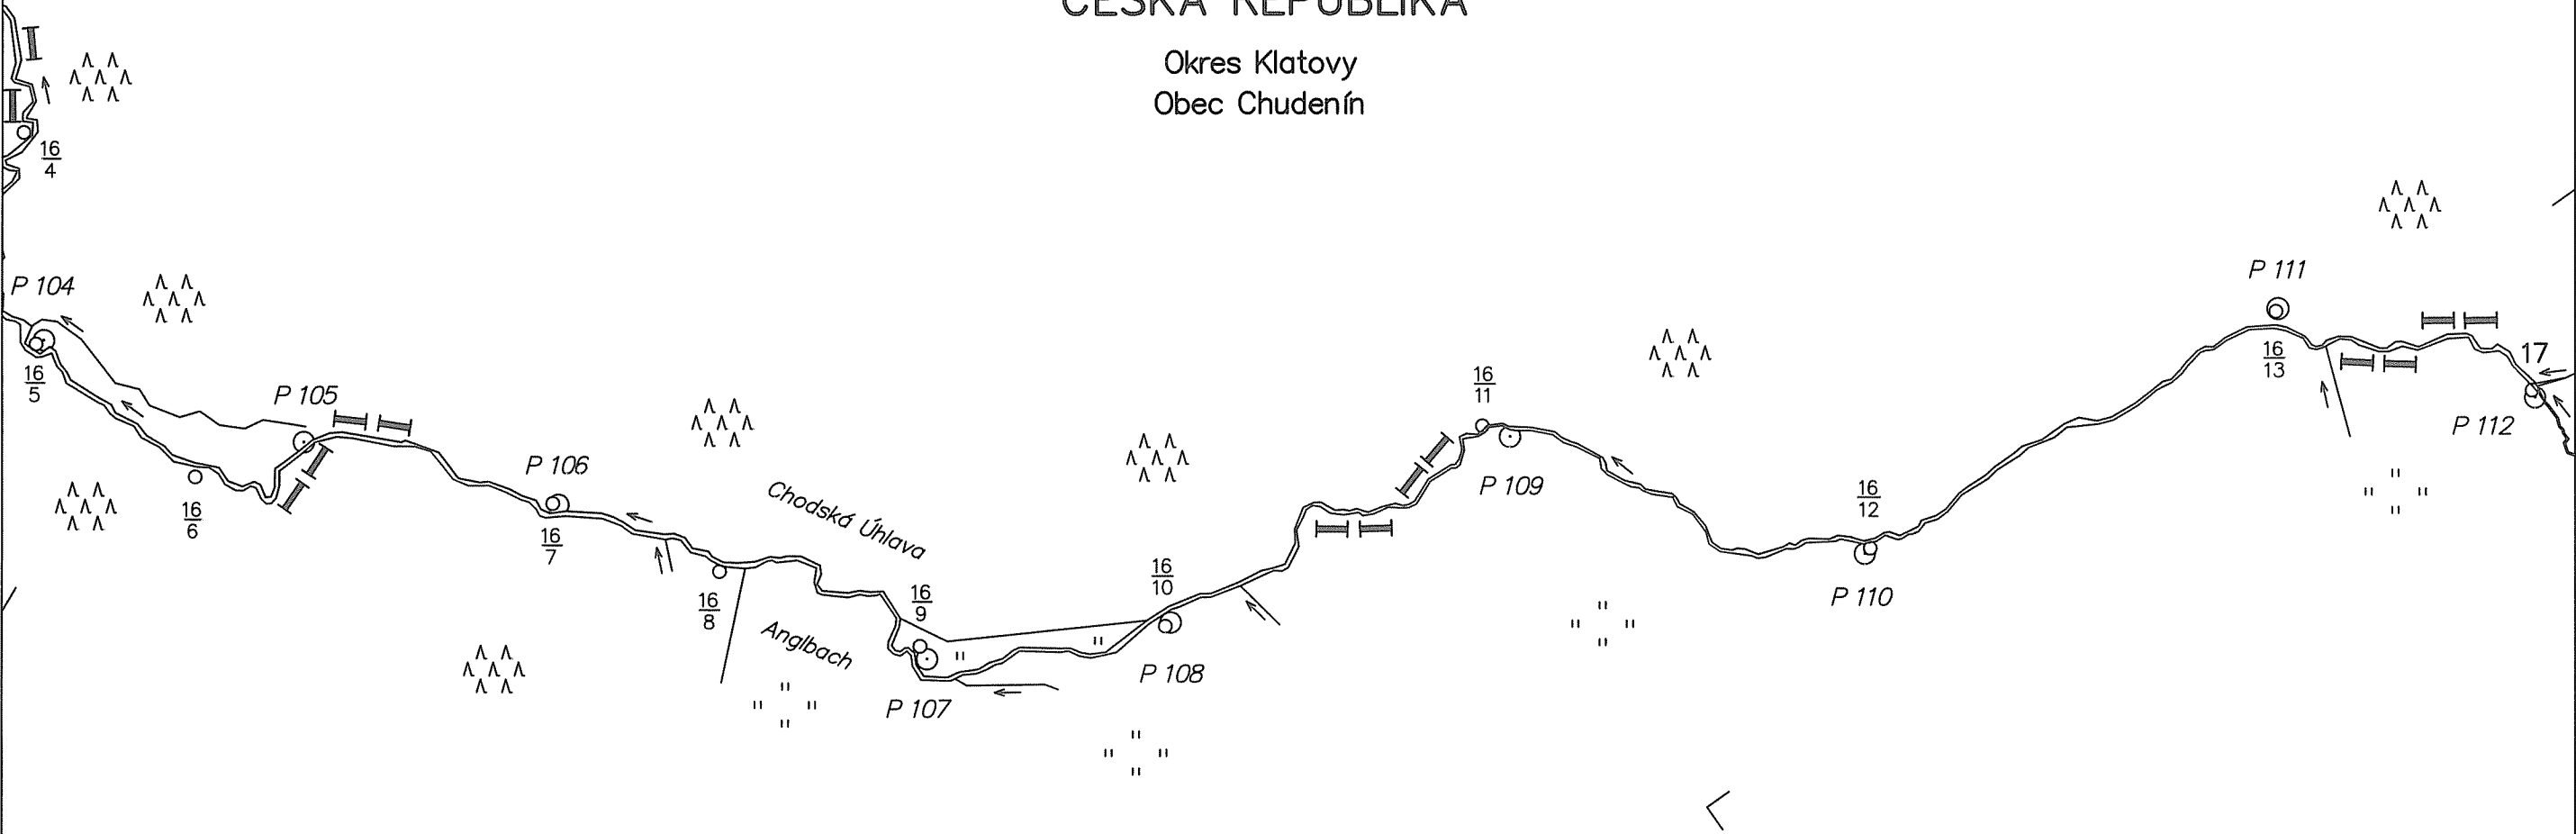 ČESKÁ REPUBLIKA
Okres Klatovy
Obec Chudenín
16
4
P 104
16
5
P 105
16
6
P 106
16
7
Chodská Úhlava
16
8
Anglbach
16
9
P 107
16
10
P 108
16
11
P 109
16
12
P 110
P 111
16
13
17
P 112